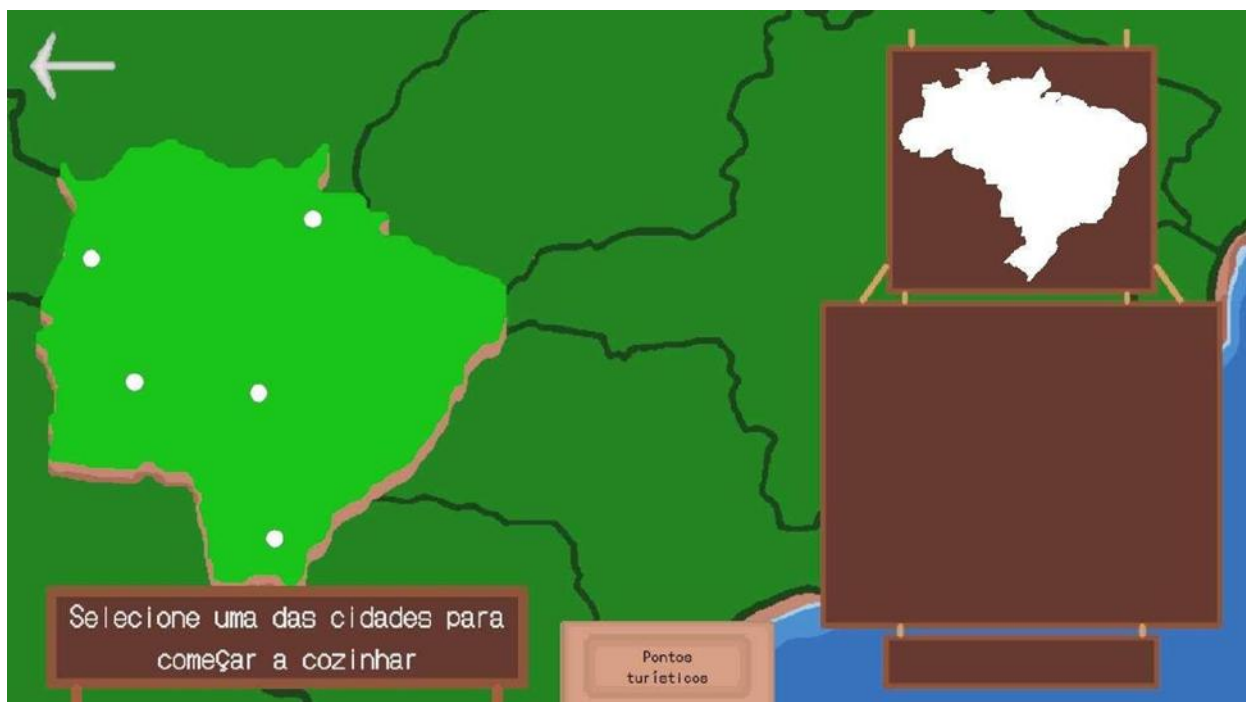 Selecione uma das cidades para
começar a cozinhar
Pontos
turísticos